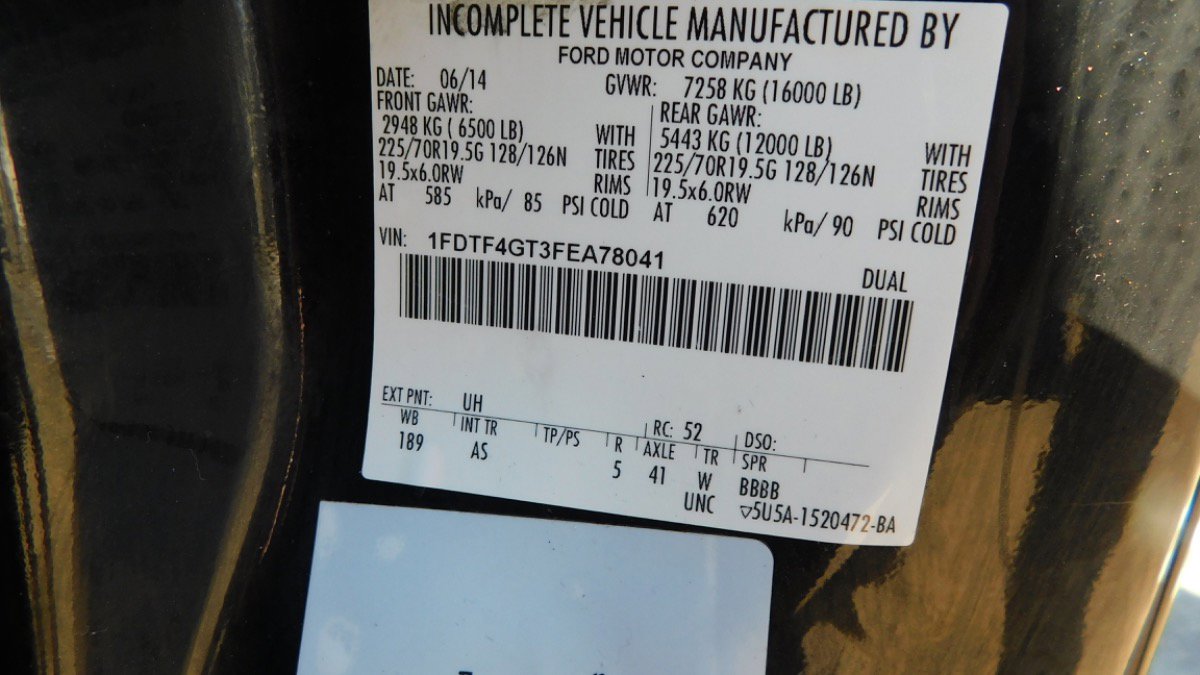 INCOMPLETE VEHICLE MANUFACTURED BY
FORD MOTOR COMPANY
DATE: 06/14 GVWR: 7258 KG (16000 LB)
FRONT GAWR: REAR GAWR:
2948 KG ( 6500 LB) WITH 5443 KG (12000 LB) WITH
225/70R19.5G 128/126N TIRES 225/70R19.5G 128/126N TIRES
19.5x6.0RW RIMS 19.5x6.0RW RIMS
AT 585 kPa/ 85 PSI COLD AT 620 kPa/ 90 PSI COLD
VIN: 1FDTF4GT3FEA78041
DUAL
EXT PNT: UH RC: 52 DSO:
WB INT TR TP/PS R AXLE TR SPR
189 AS 5 41 W BBBB
UNC ▽5U5A-1520472-BA